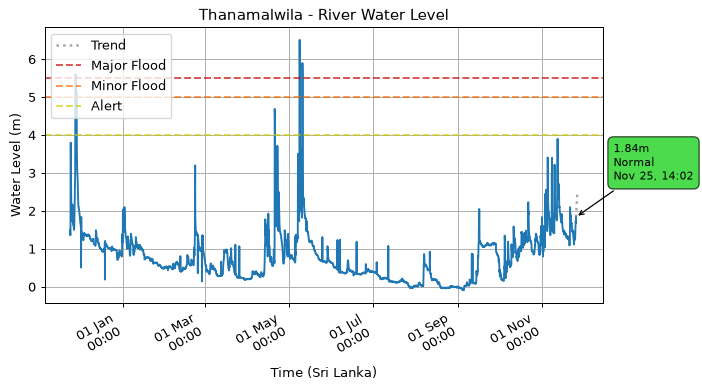 Thanamalwila - River Water Level
Trend
Major Flood
Minor Flood
Alert
Water Level (m)
6
5
4
3
2
1
0
1.84m
Normal
Nov 25, 14:02
01 Jan
00:00
01 Mar
00:00
01 May
00:00
01 Jul
00:00
01 Sep
00:00
01 Nov
00:00
Time (Sri Lanka)